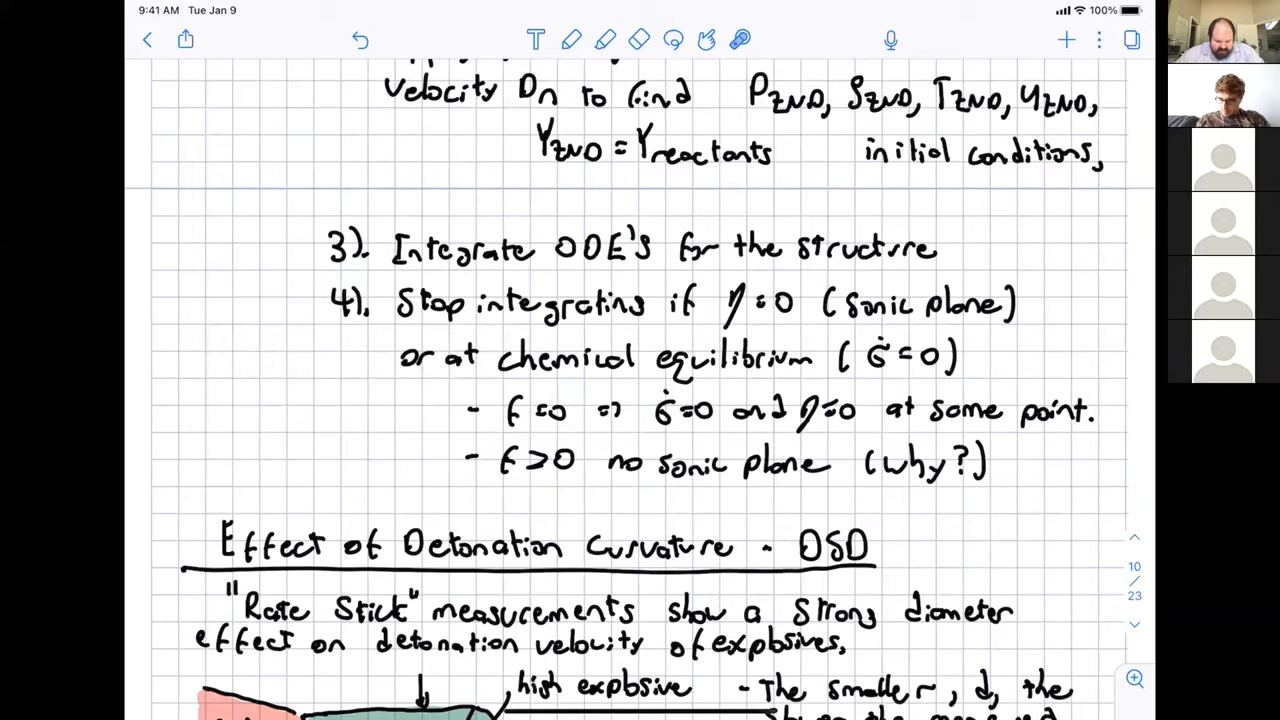 9:41 AM Tue Jan 9
100%
velocity Dn to find PZND, ρZND, TZND, uZND,
YZND = Yreactants initial conditions,
3). Integrate ODE's for the structure
4). Stop integrating if η=0 (sonic plane)
or at chemical equilibrium (σ̇=0)
- f=0 => σ̇=0 and η=0 at some point.
- f>0 no sonic plane (why?)
Effect of Detonation Curvature - DSD
"Rate Stick" measurements show a strong diameter
effect on detonation velocity of explosives.
high explosive - The smaller, d, the
10
/
23